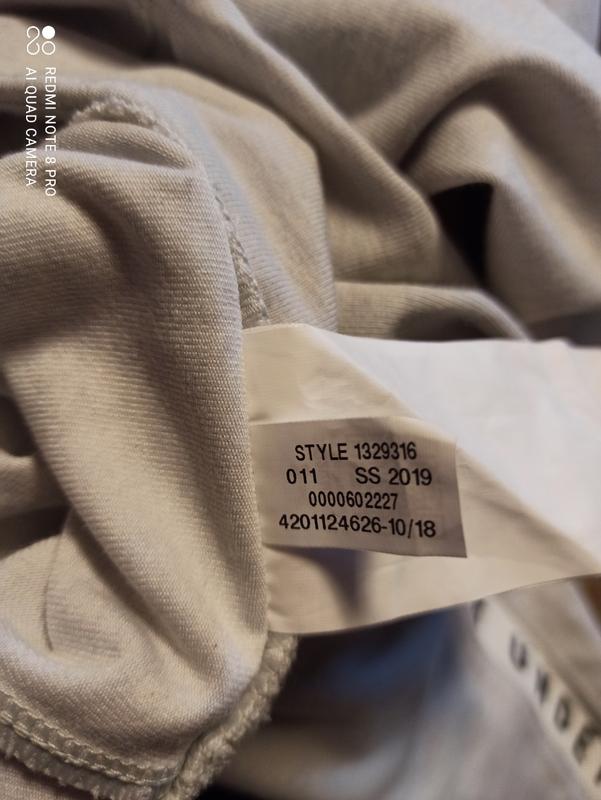 REDMI NOTE 8 PRO
AI QUAD CAMERA
STYLE 1329316
011 SS 2019
0000602227
4201124626-10/18